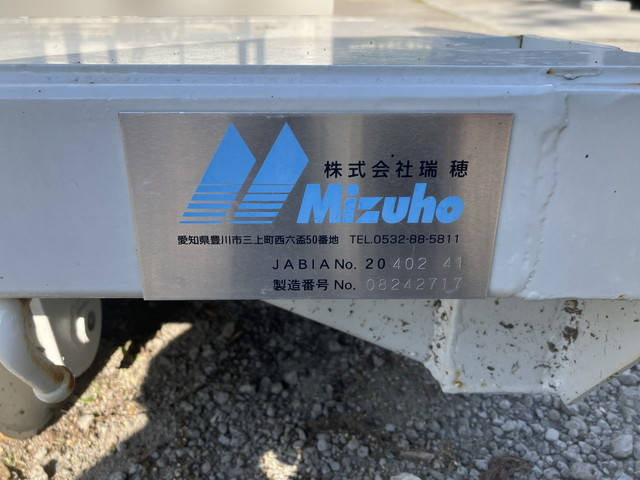 株式会社瑞穂
Mizuho
愛知県豊川市三上町西六盃50番地 TEL.0532-88-5811
JABIA No. 20 402 41
製造番号 No. 08242717